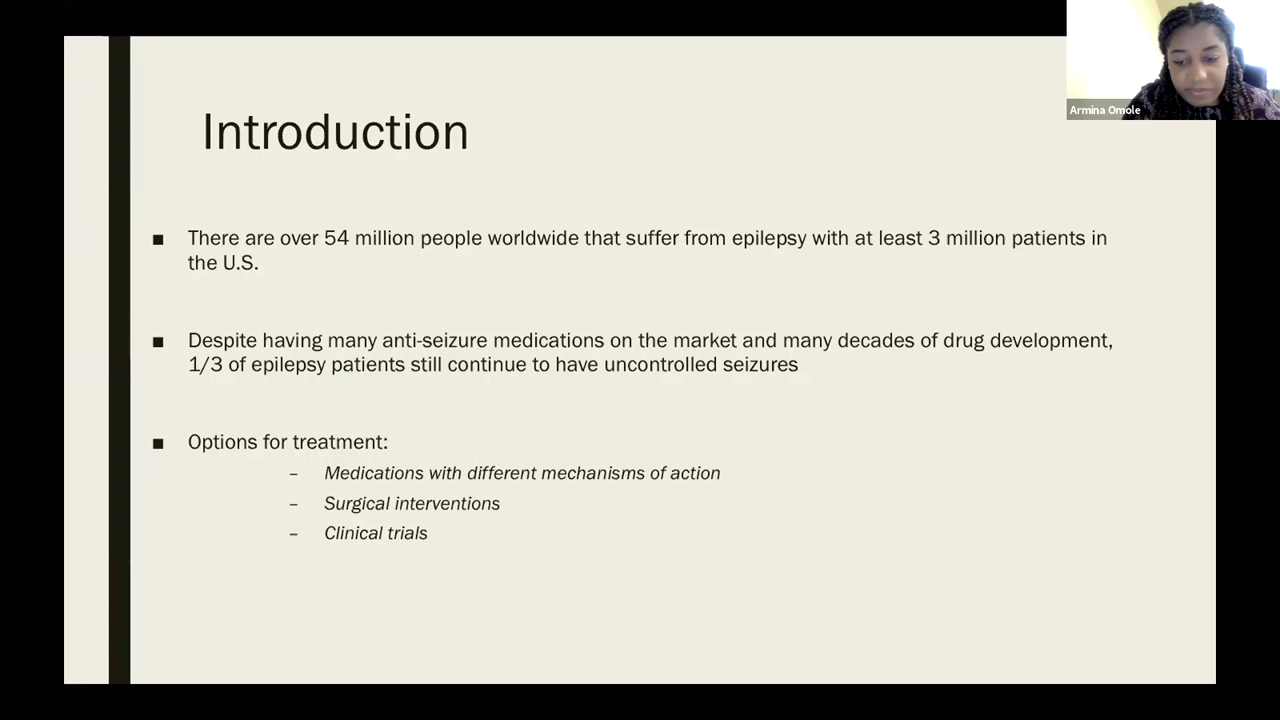 Armina Omole
Introduction
■ There are over 54 million people worldwide that suffer from epilepsy with at least 3 million patients in
the U.S.
■ Despite having many anti-seizure medications on the market and many decades of drug development,
1/3 of epilepsy patients still continue to have uncontrolled seizures
■ Options for treatment:
– Medications with different mechanisms of action
– Surgical interventions
– Clinical trials